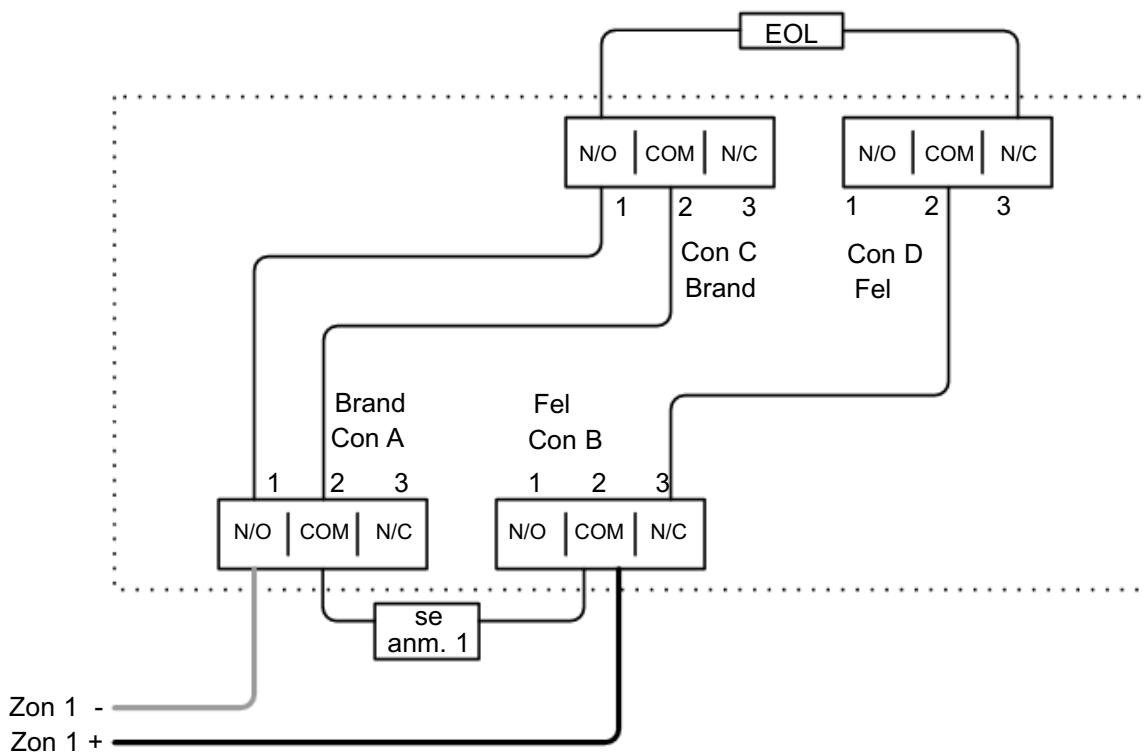 EOL
N/O COM N/C
N/O COM N/C
1 2 3
1 2 3
Con C
Brand
Con D
Fel
Brand
Con A
Fel
Con B
1 2 3
1 2 3
N/O COM N/C
N/O COM N/C
se
anm. 1
Zon 1 -
Zon 1 +